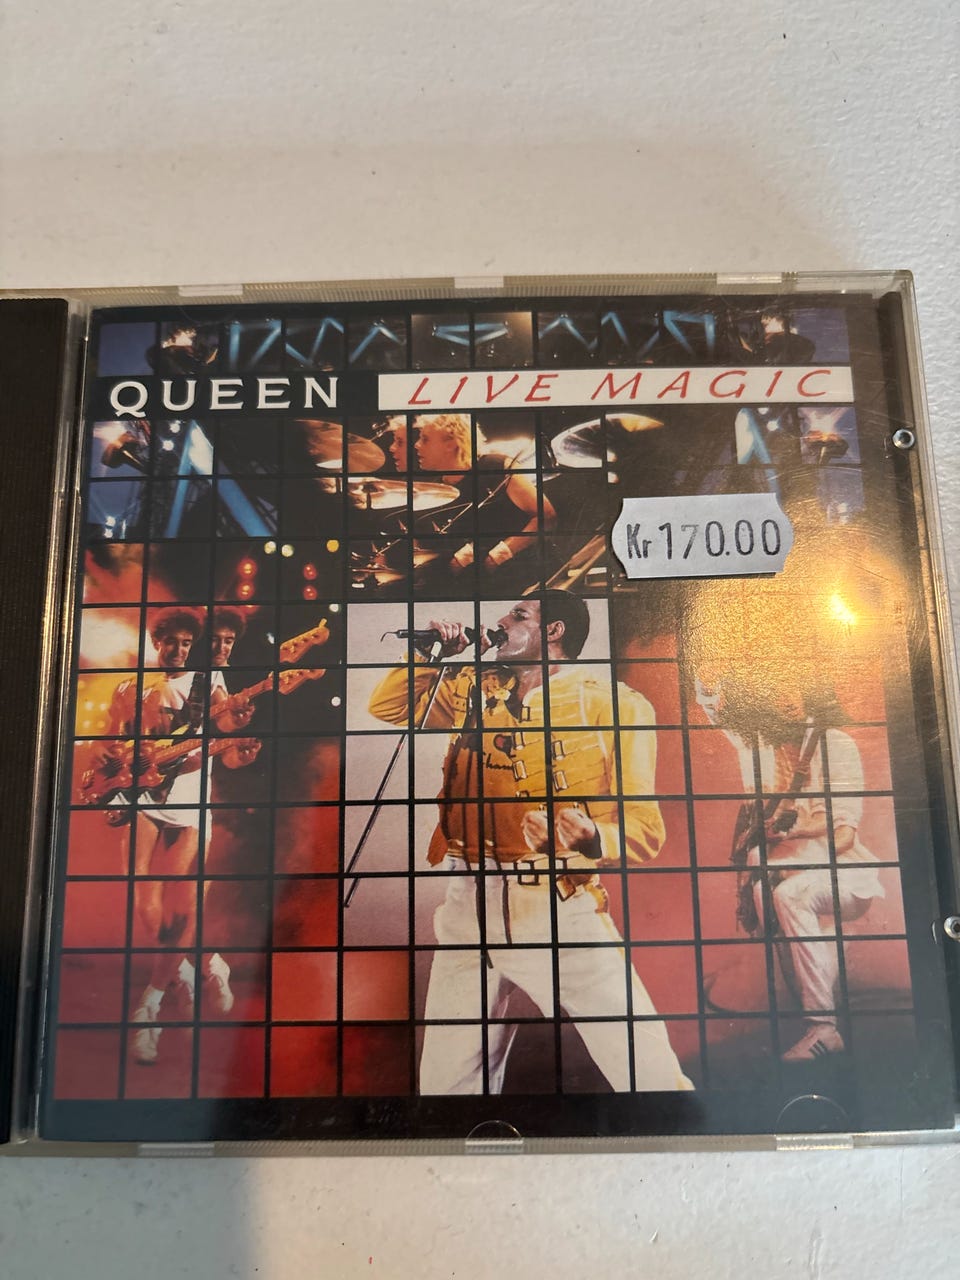 QUEEN LIVE MAGIC
Kr 170.00